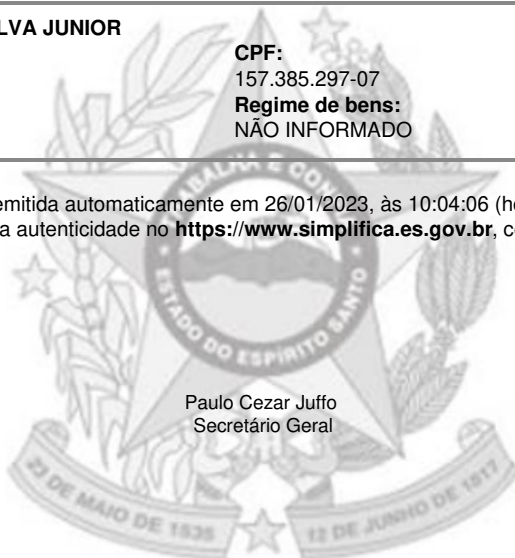 LVA JUNIOR
CPF:
157.385.297-07
Regime de bens:
NÃO INFORMADO
emitida automaticamente em 26/01/2023, às 10:04:06 (h
a autenticidade no https://www.simplifica.es.gov.br, c
TRABALHA E CON
ESTADO DO ESPIRITO SANTO
Paulo Cezar Juffo
Secretário Geral
23 DE MAIO DE 1535
12 DE JUNHO DE 1817